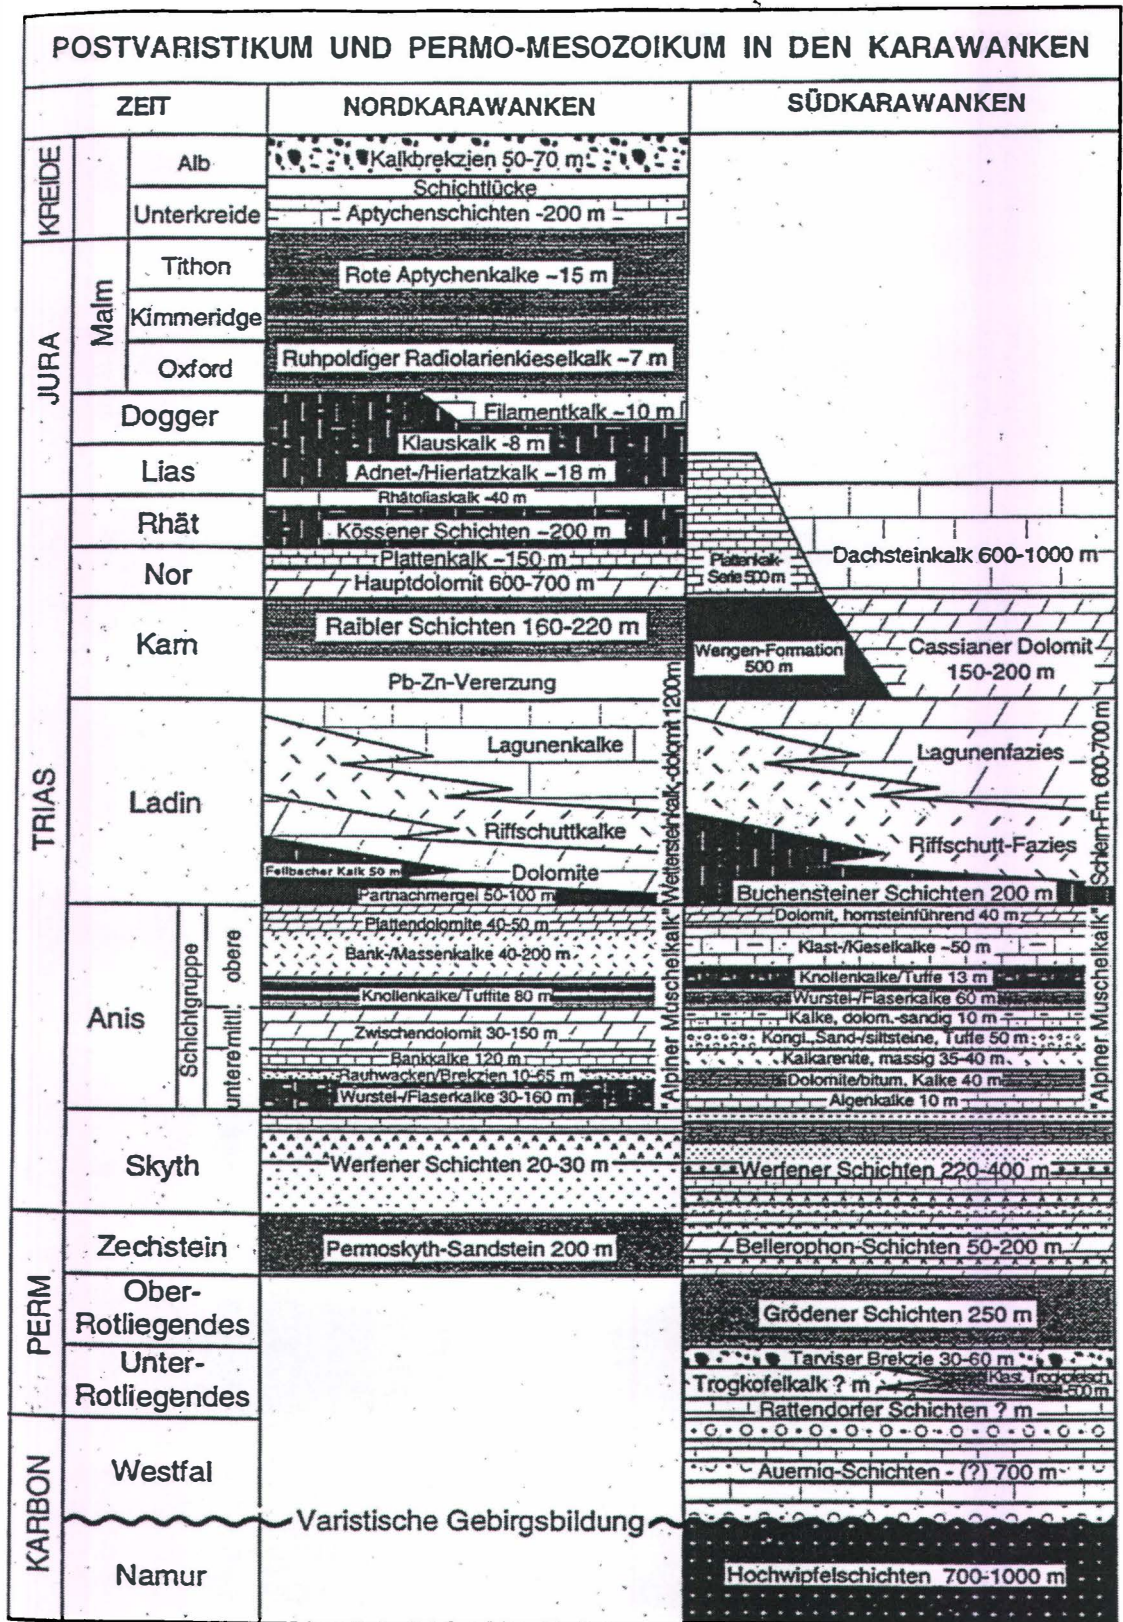 POSTVARISTIKUM UND PERMO-MESOZOIKUM IN DEN KARAWANKEN
ZEIT
NORDKARAWANKEN
SÜDKARAWANKEN
KREIDE
Alb
Unterkreide
Kalkbrekzien 50-70 m
Schichtlücke
Aptychenschichten -200 m
JURA
Malm
Tithon
Kimmeridge
Oxford
Dogger
Lias
Rote Aptychenkalke ~15 m
Ruhpoldiger Radiolarienkieselkalk ~7 m
Filamentkalk ~10 m
Klauskalk -8 m
Adnet-/Hierlatzkalk ~18 m
TRIAS
Rhät
Nor
Karn
Ladin
Anis
Skyth
Rhätoliaskalk -40 m
Kössener Schichten ~200 m
Plattenkalk ~150 m
Hauptdolomit 600-700 m
Plattenkalk-
Serie 500 m
Dachsteinkalk 600-1000 m
Raibler Schichten 160-220 m
Pb-Zn-Vererzung
Wengen-Formation
500 m
Cassianer Dolomit
150-200 m
Lagunenkalke
Riffschuttkalke
Fellbacher Kalk 50 m
Dolomite
Partnachmergel 50-100 m
Wettersteinkalk,-dolomit 1200m
Lagunenfazies
Riffschutt-Fazies
Buchensteiner Schichten 200 m
Schlern-Fm. 600-700 m
Schichtgruppe
obere
mittl.
untere
Plattendolomite 40-50 m
Bank-/Massenkalke 40-200 m
Knollenkalke/Tuffite 80 m
Zwischendolomit 30-150 m
Bankkalke 120 m
Rauhwacken/Brekzien 10-65 m
Wurstel-/Flaserkalke 30-160 m
"Alpiner Muschelkalk"
Dolomit, hornsteinführend 40 m
Klast-/Kieselkalke ~50 m
Knollenkalke/Tuffe 13 m
Wurstel-/Flaserkalke 60 m
Kalke, dolom.-sandig 10 m
Kongl.,Sand-/siltsteine, Tuffe 50 m
Kalkarenite, massig 35-40 m
Dolomite/bitum. Kalke 40 m
Algenkalke 10 m
"Alpiner Muschelkalk"
Werfener Schichten 20-30 m
Werfener Schichten 220-400 m
PERM
Zechstein
Ober-
Rotliegendes
Unter-
Rotliegendes
Permoskyth-Sandstein 200 m
Bellerophon-Schichten 50-200 m
Grödener Schichten 250 m
Tarviser Brekzie 30-60 m
Trogkofelkalk ? m
Klast. Trogkofelsch.
500 m
Rattendorfer Schichten ? m
KARBON
Westfal
Namur
Auernig-Schichten - (?) 700 m
Varistische Gebirgsbildung
Hochwipfelschichten 700-1000 m